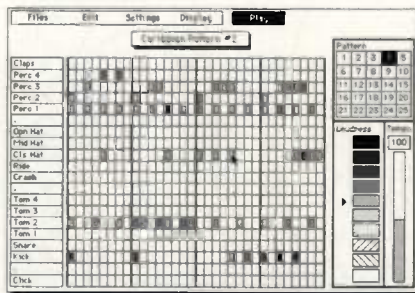 Files Edit Settings Display Play
Caribbean Pattern #2
Claps
Perc 4
Perc 3
Perc 2
Perc 1
-
Opn Hat
Mid Hat
Cls Hat
Ride
Crash
-
Tom 4
Tom 3
Tom 2
Tom 1
Snare
Kick
-
Click
Pattern
1 2 3 4 5
6 7 8 9 10
11 12 13 14 15
16 17 18 19 20
21 22 23 24 25
Loudness
Tempo
100